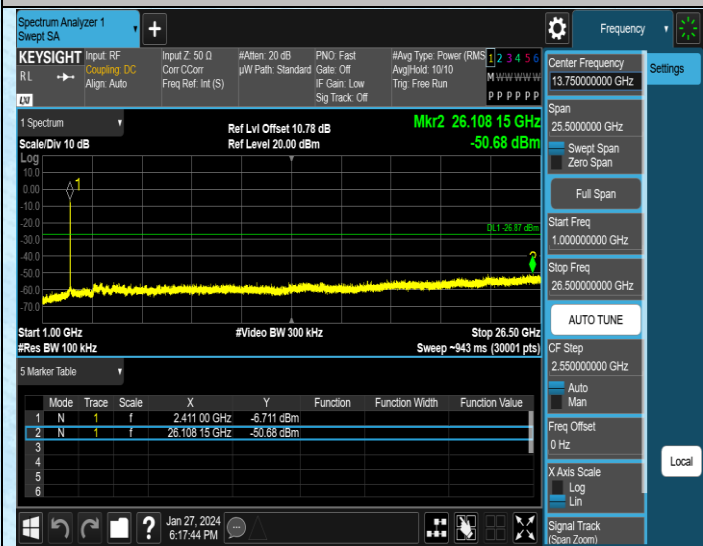 Spectrum Analyzer 1
Swept SA
+
Frequency
KEYSIGHT
Input: RF
Coupling: DC
Align: Auto
Input Z: 50 Ω
Corr CCorr
Freq Ref: Int (S)
#Atten: 20 dB
µW Path: Standard
PNO: Fast
Gate: Off
IF Gain: Low
Sig Track: Off
#Avg Type: Power (RMS
Avg|Hold: 10/10
Trig: Free Run
1 2 3 4 5 6
M W W W W W
P P P P P P
RL
LXI
1 Spectrum
Scale/Div 10 dB
Ref Lvl Offset 10.78 dB
Ref Level 20.00 dBm
Mkr2 26.108 15 GHz
-50.68 dBm
Log
10.0
0.00
-10.0
-20.0
-30.0
-40.0
-50.0
-60.0
-70.0
1
DL1 -26.87 dBm
2
Start 1.00 GHz
#Res BW 100 kHz
#Video BW 300 kHz
Stop 26.50 GHz
Sweep ~943 ms (30001 pts)
5 Marker Table
Mode Trace Scale X Y Function Function Width Function Value
1 N 1 f 2.411 00 GHz -6.711 dBm
2 N 1 f 26.108 15 GHz -50.68 dBm
3
4
5
6
?
Jan 27, 2024
6:17:44 PM
Center Frequency
13.750000000 GHz
Span
25.5000000 GHz
Swept Span
Zero Span
Full Span
Start Freq
1.000000000 GHz
Stop Freq
26.500000000 GHz
AUTO TUNE
CF Step
2.550000000 GHz
Auto
Man
Freq Offset
0 Hz
X Axis Scale
Log
Lin
Signal Track
(Span Zoom)
Settings
Local